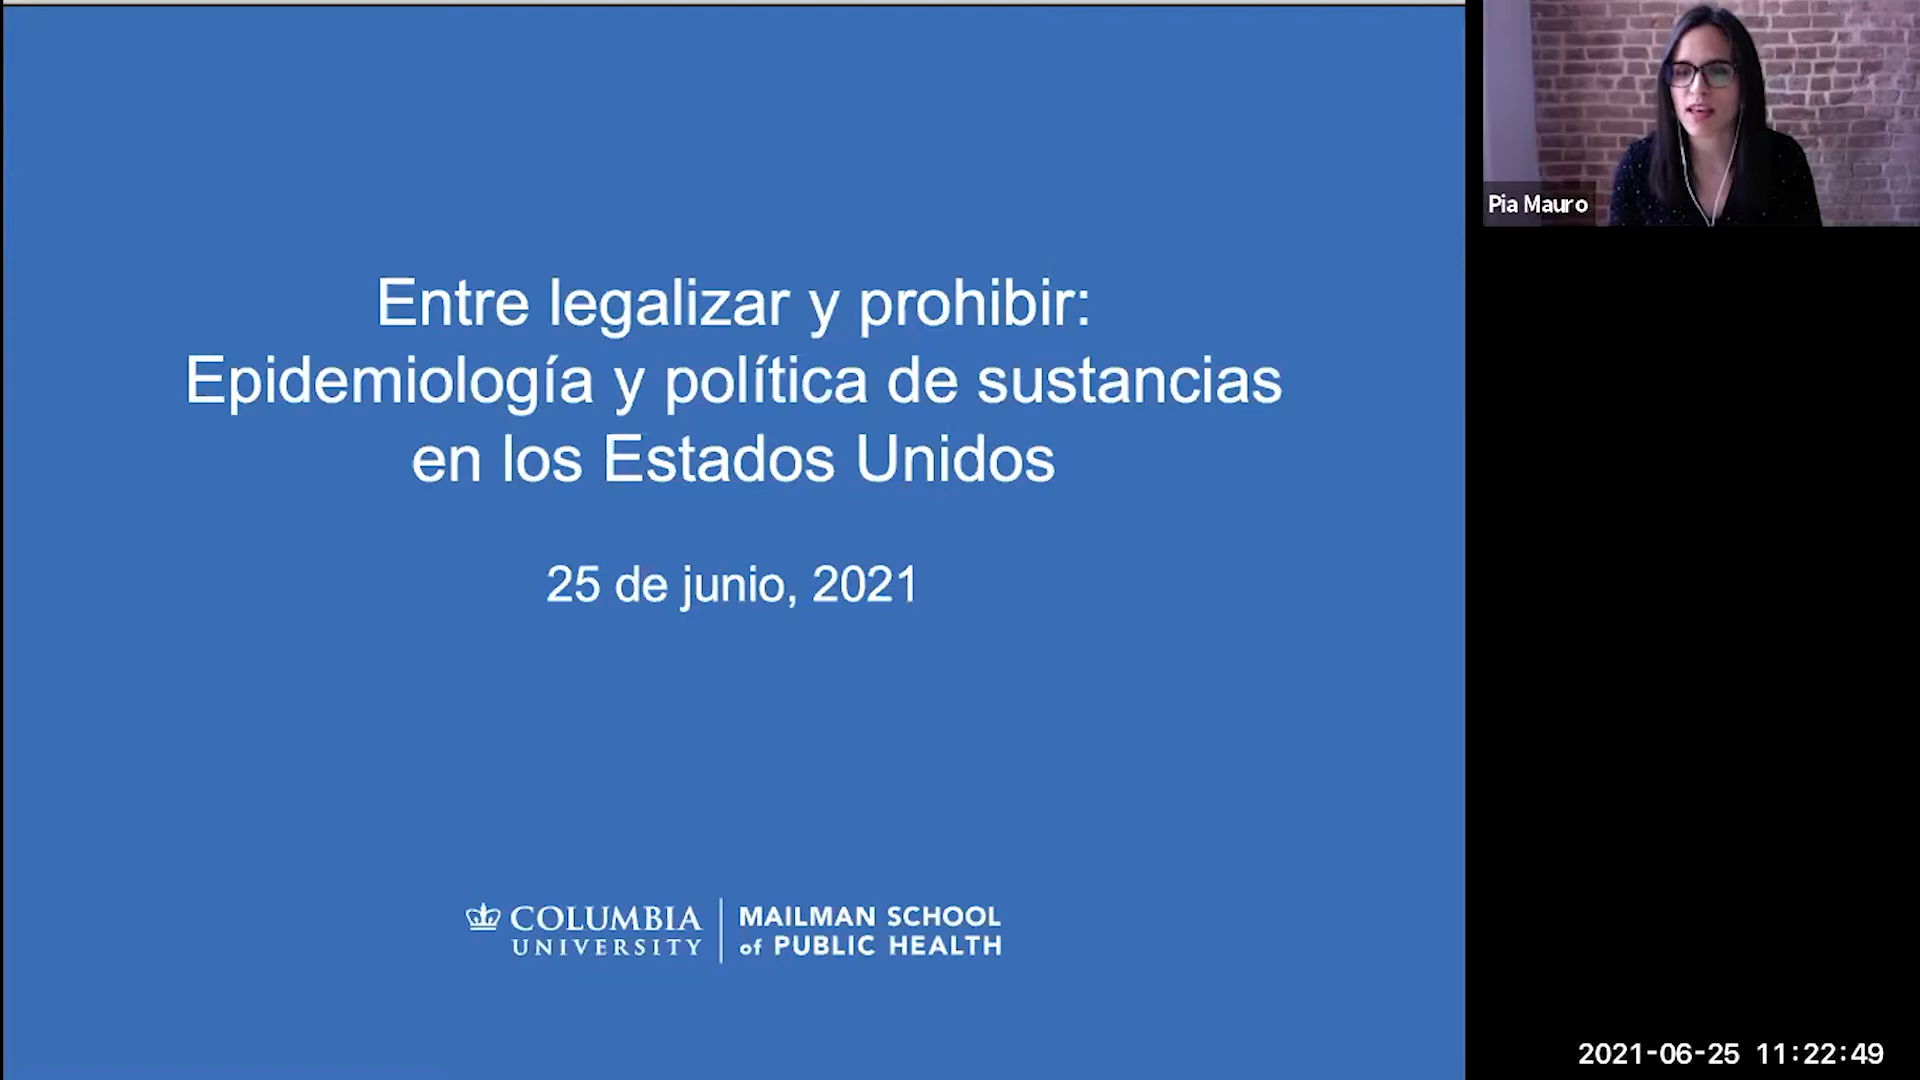 Entre legalizar y prohibir:
Epidemiología y política de sustancias
en los Estados Unidos
25 de junio, 2021
COLUMBIA
UNIVERSITY
MAILMAN SCHOOL
of PUBLIC HEALTH
Pia Mauro
2021-06-25 11:22:49